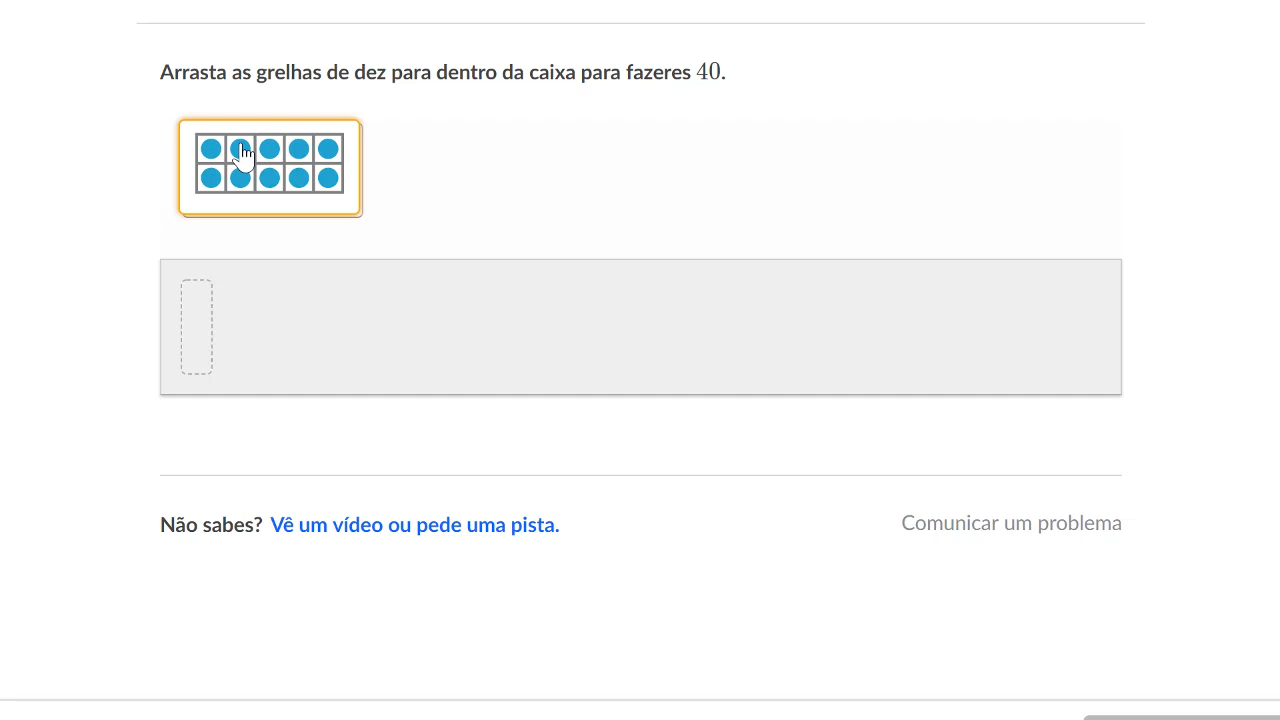 Arrasta as grelhas de dez para dentro da caixa para fazeres 40.
Não sabes? Vê um vídeo ou pede uma pista.
Comunicar um problema